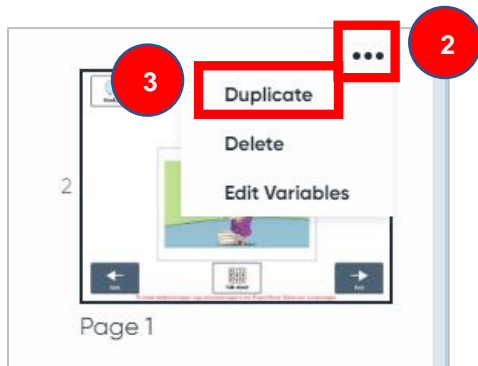 2
3
Duplicate
Delete
2
Edit Variables
Page 1